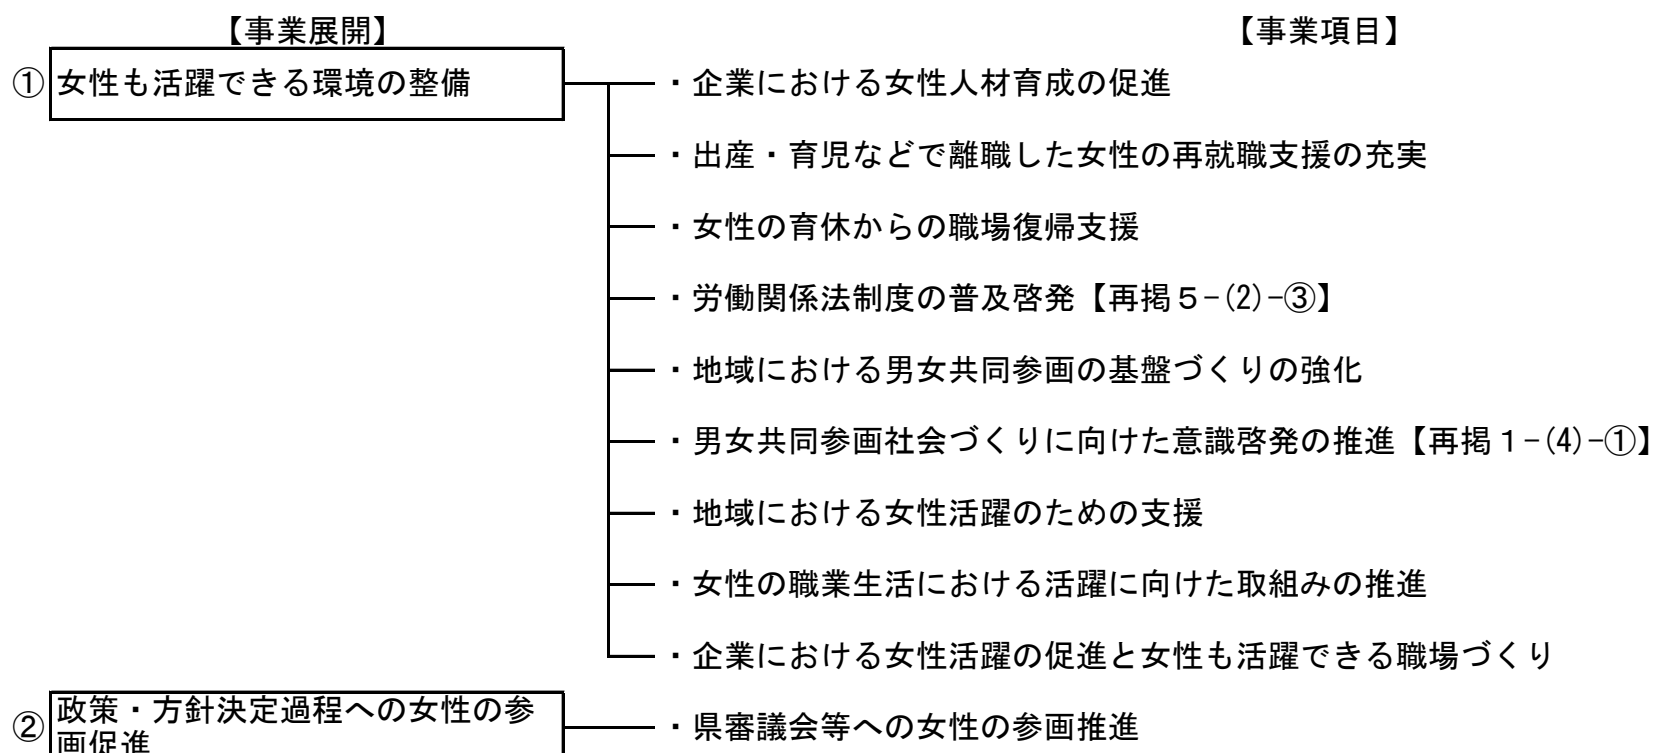 【事業展開】 【事業項目】
① 女性も活躍できる環境の整備
・企業における女性人材育成の促進
・出産・育児などで離職した女性の再就職支援の充実
・女性の育休からの職場復帰支援
・労働関係法制度の普及啓発【再掲５-(2)-③】
・地域における男女共同参画の基盤づくりの強化
・男女共同参画社会づくりに向けた意識啓発の推進【再掲１-(4)-①】
・地域における女性活躍のための支援
・女性の職業生活における活躍に向けた取組みの推進
・企業における女性活躍の促進と女性も活躍できる職場づくり
② 政策・方針決定過程への女性の参
画促進
・県審議会等への女性の参画推進